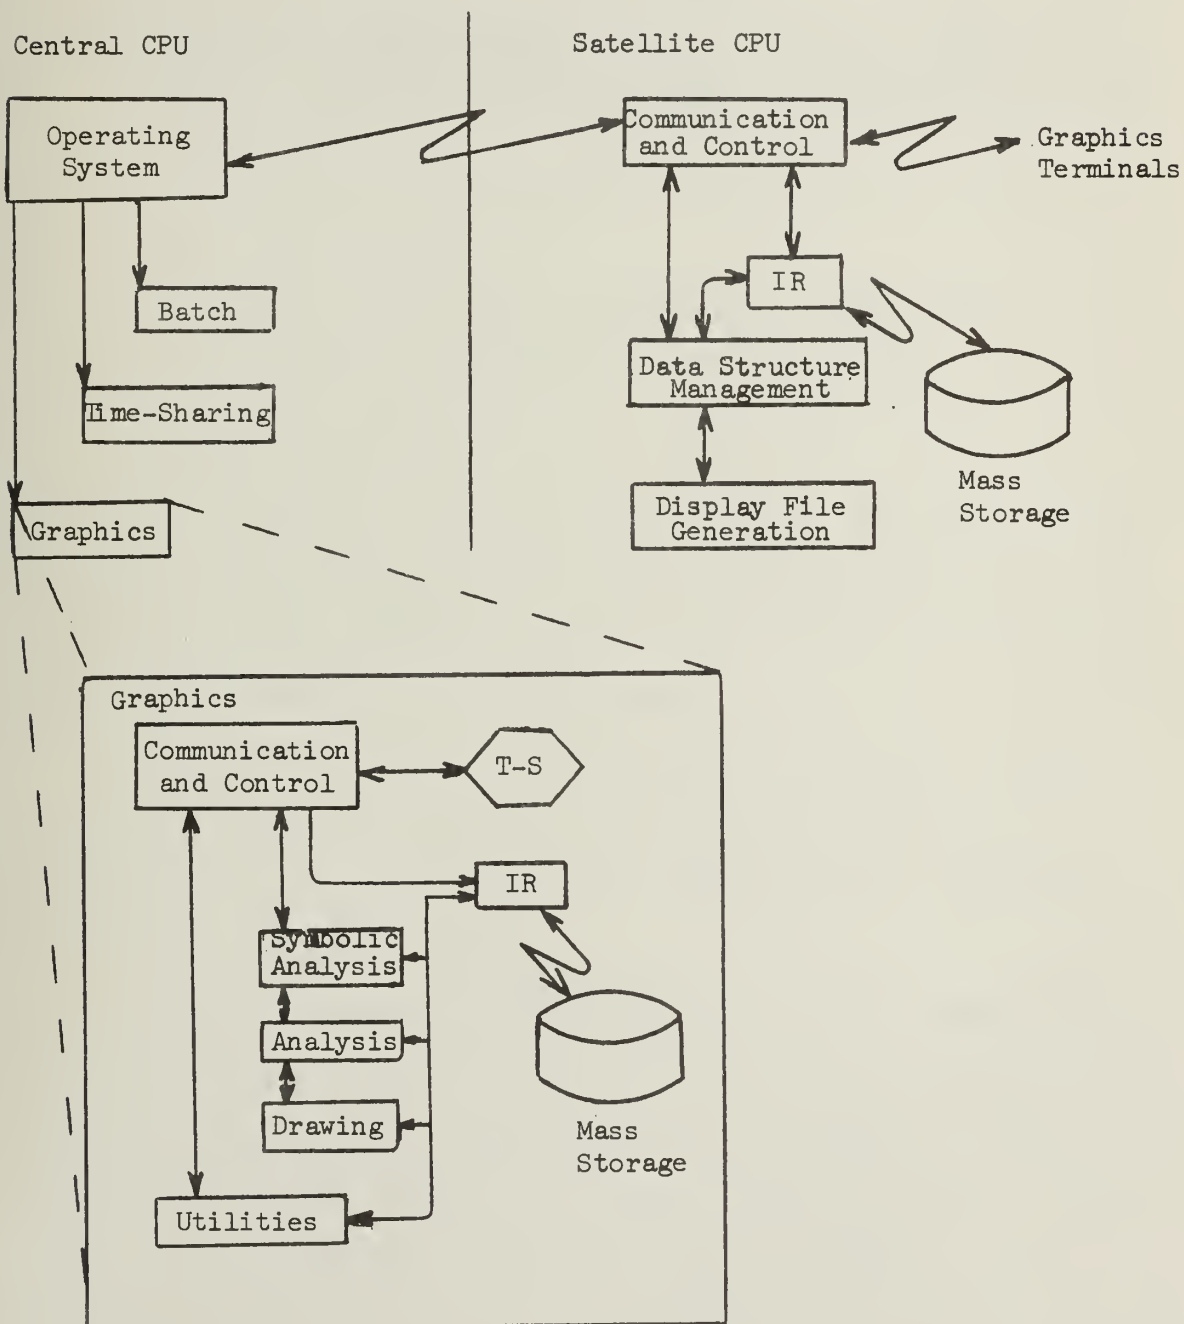 Central CPU
Satellite CPU
Operating
System
Communication
and Control
Graphics
Terminals
IR
Batch
Data Structure
Management
Time-Sharing
Mass
Storage
Display File
Generation
Graphics
Graphics
Communication
and Control
T-S
IR
Symbolic
Analysis
Analysis
Drawing
Mass
Storage
Utilities